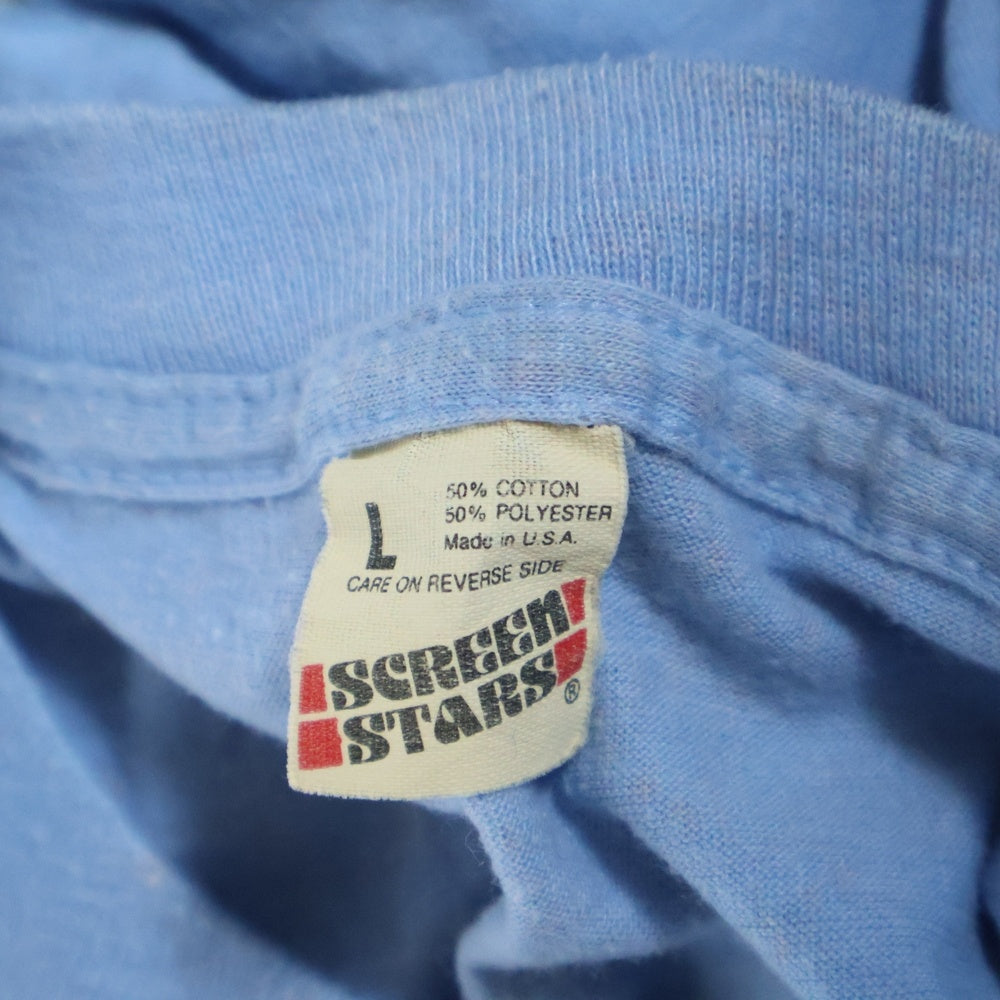 L
50% COTTON
50% POLYESTER
Made in U.S.A.
CARE ON REVERSE SIDE
SCREEN
STARS®